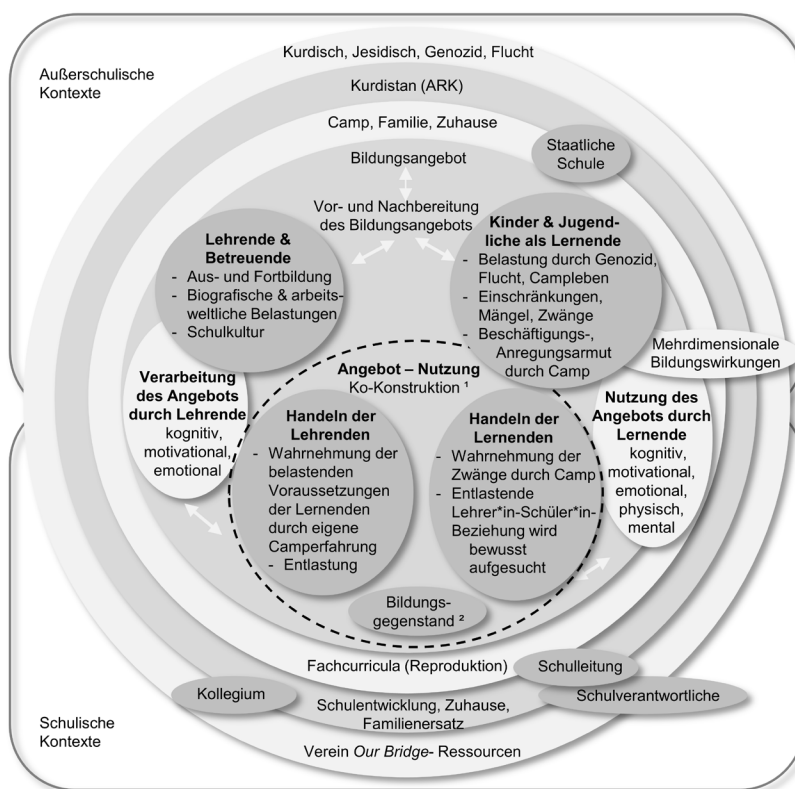 Kurdisch, Jesidisch, Genozid, Flucht
Außerschulische
Kontexte
Kurdistan (ARK)
Camp, Familie, Zuhause
Staatliche
Schule
Bildungsangebot
Vor- und Nachbereitung
des Bildungsangebots
Lehrende &
Betreuende
- Aus- und Fortbildung
- Biografische & arbeits-
weltliche Belastungen
- Schulkultur
Kinder & Jugend-
liche als Lernende
- Belastung durch Genozid,
Flucht, Campleben
- Einschränkungen,
Mängel, Zwänge
- Beschäftigungs-,
Anregungsarmut
durch Camp
Mehrdimensionale
Bildungswirkungen
Verarbeitung
des Angebots
durch Lehrende
kognitiv,
motivational,
emotional
Angebot – Nutzung
Ko-Konstruktion ¹
Nutzung des
Angebots durch
Lernende
kognitiv,
motivational,
emotional,
physisch,
mental
Handeln der
Lehrenden
- Wahrnehmung der
belastenden
Voraussetzungen
der Lernenden
durch eigene
Camperfahrung
- Entlastung
Handeln der
Lernenden
- Wahrnehmung der
Zwänge durch Camp
- Entlastende
Lehrer*in-Schüler*in-
Beziehung wird
bewusst
aufgesucht
Bildungs-
gegenstand ²
Fachcurricula (Reproduktion)
Schulleitung
Kollegium
Schulverantwortliche
Schulentwicklung, Zuhause,
Familienersatz
Schulische
Kontexte
Verein Our Bridge- Ressourcen